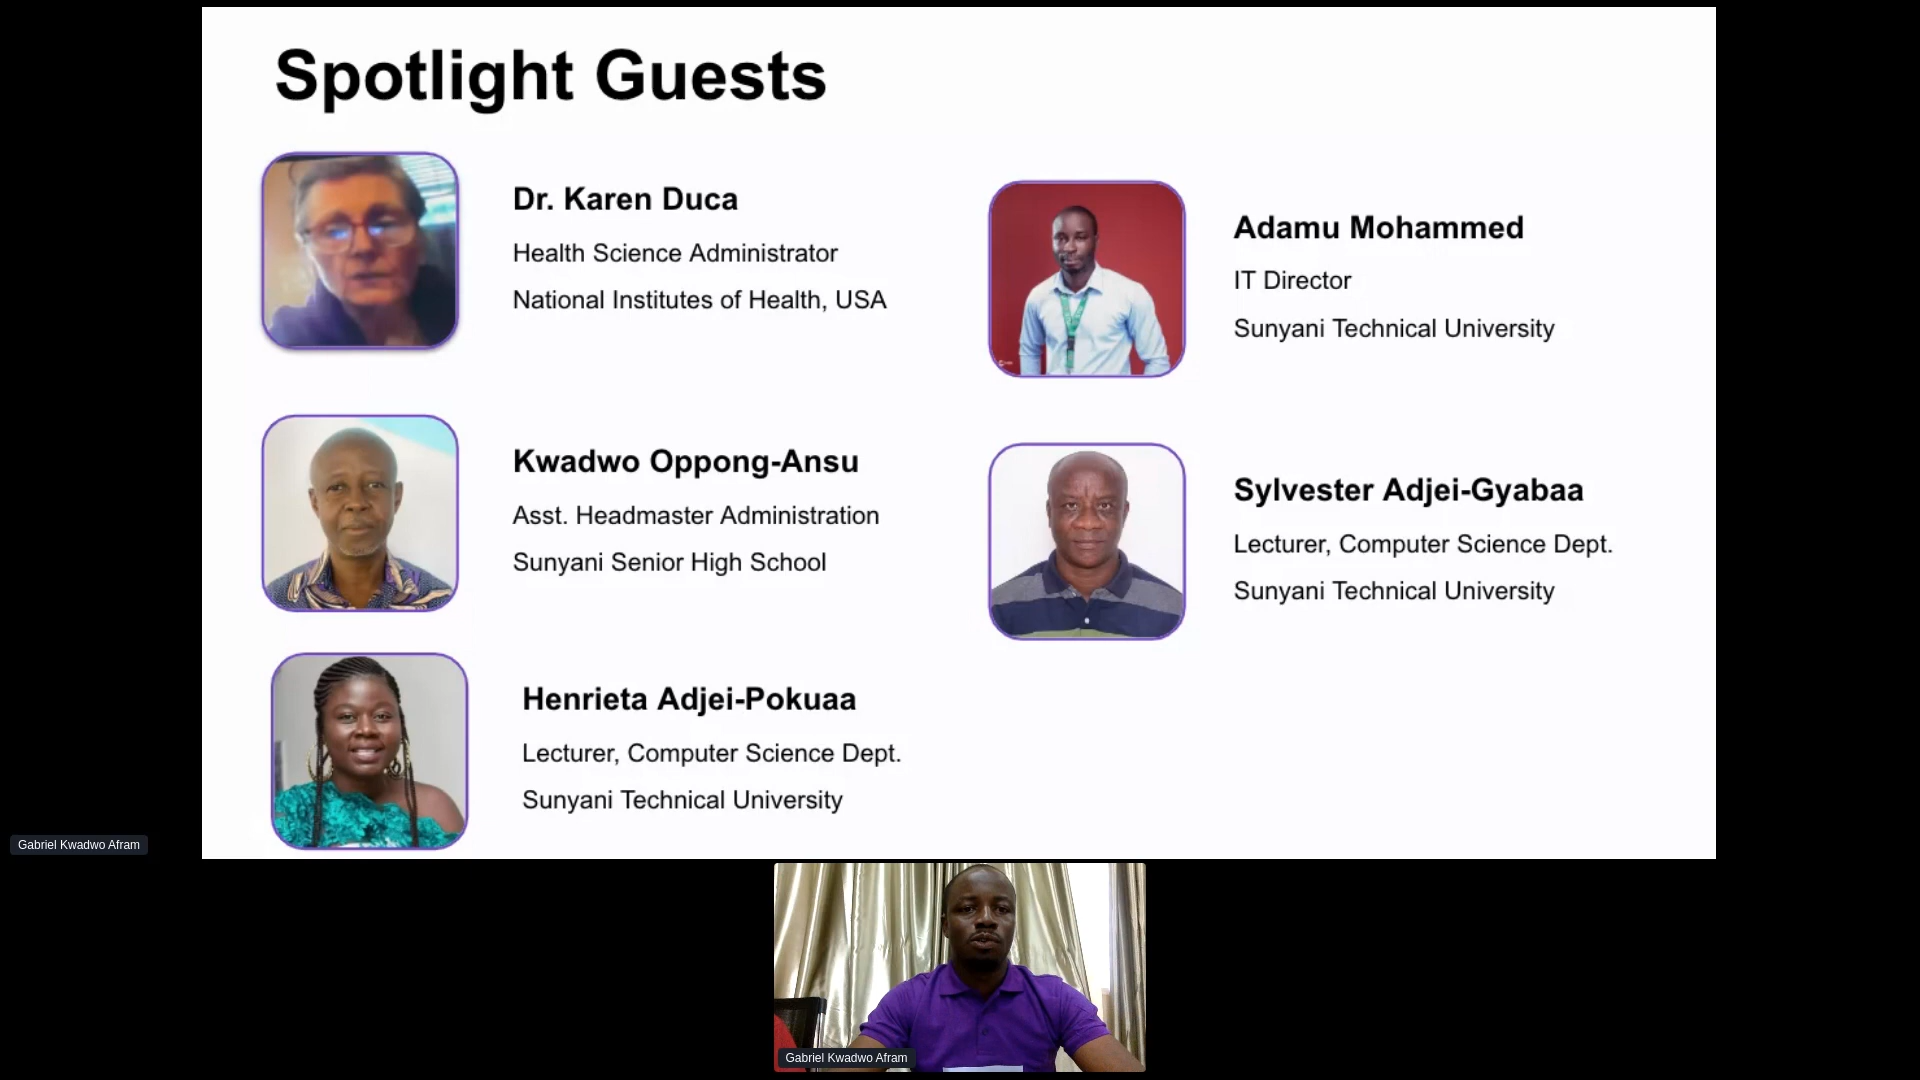 Spotlight Guests
Dr. Karen Duca
Health Science Administrator
National Institutes of Health, USA
Kwadwo Oppong-Ansu
Asst. Headmaster Administration
Sunyani Senior High School
Henrieta Adjei-Pokuaa
Lecturer, Computer Science Dept.
Sunyani Technical University
Adamu Mohammed
IT Director
Sunyani Technical University
Sylvester Adjei-Gyabaa
Lecturer, Computer Science Dept.
Sunyani Technical University
Gabriel Kwadwo Afram
Gabriel Kwadwo Afram